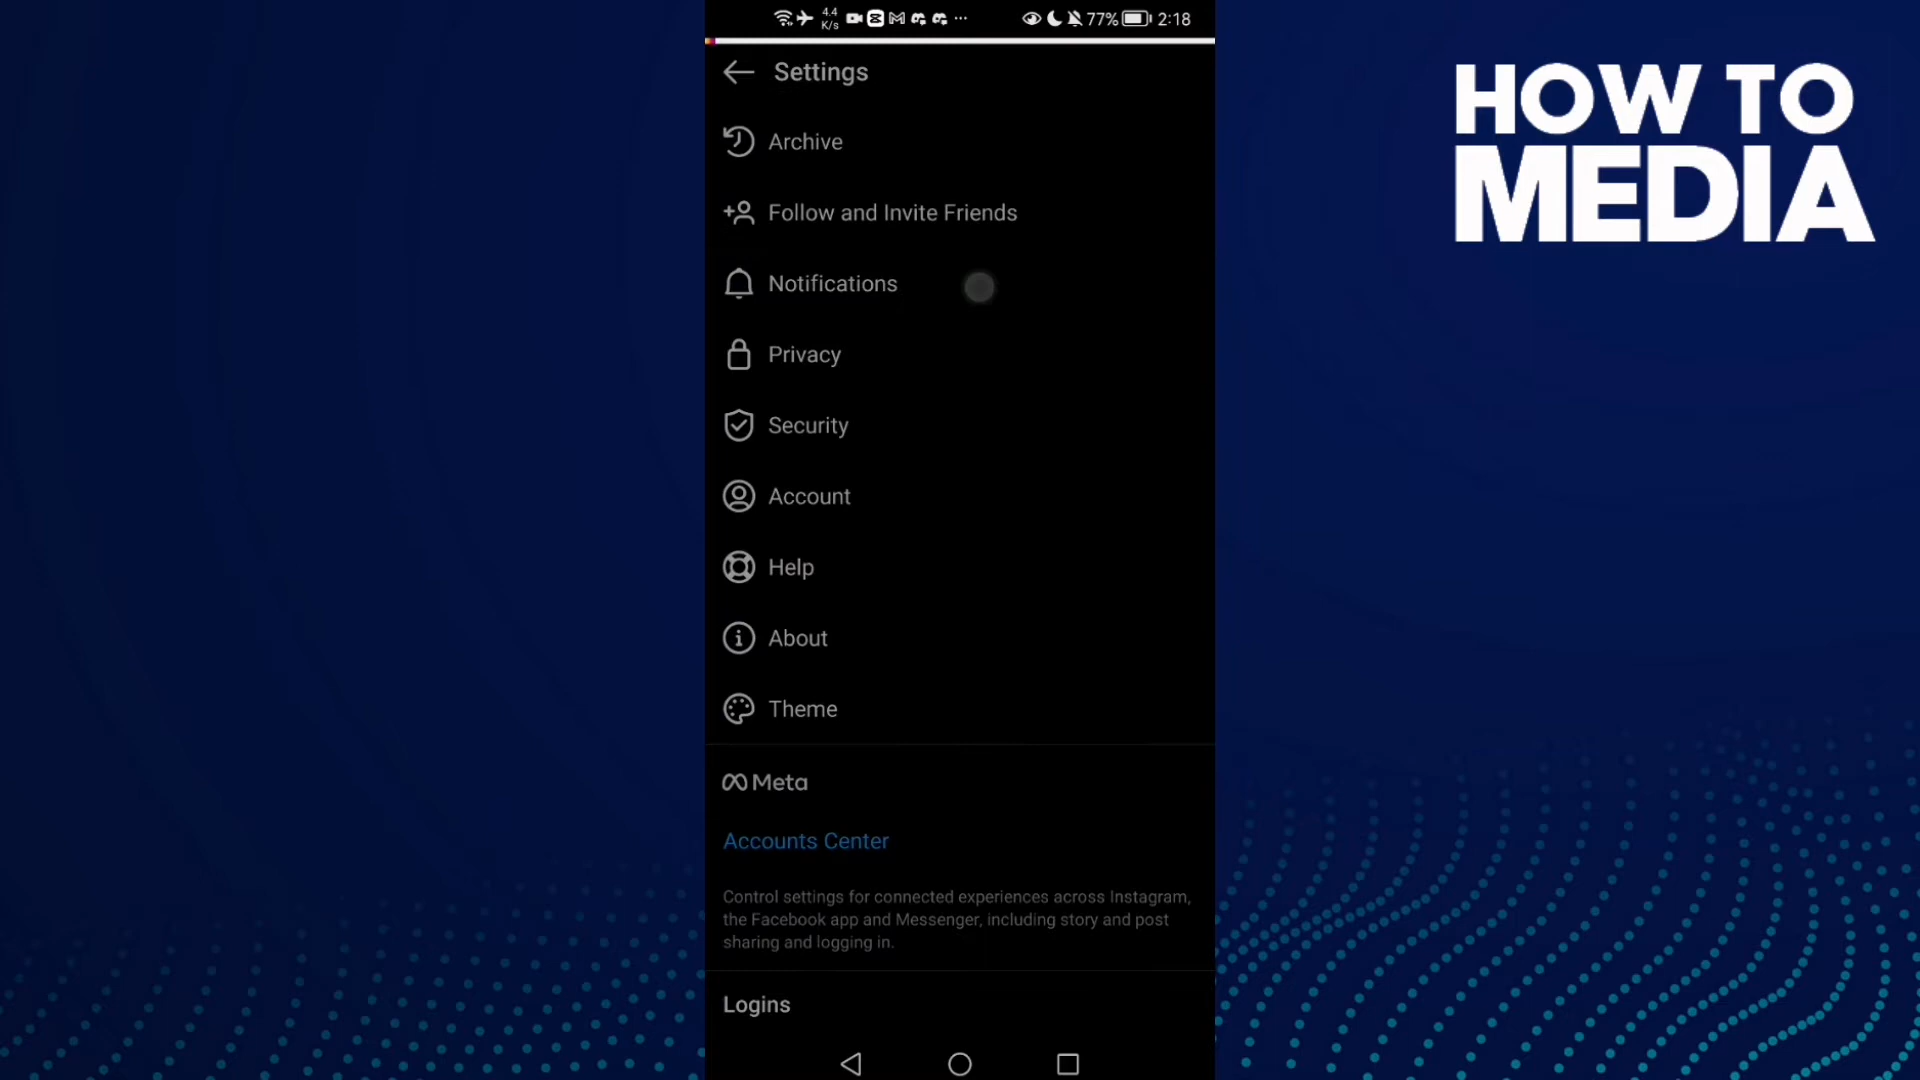 4.4
K/s
77% 2:18
Settings
HOW TO
MEDIA
Archive
Follow and Invite Friends
Notifications
Privacy
Security
Account
Help
About
Theme
Meta
Accounts Center
Control settings for connected experiences across Instagram,
the Facebook app and Messenger, including story and post
sharing and logging in.
Logins